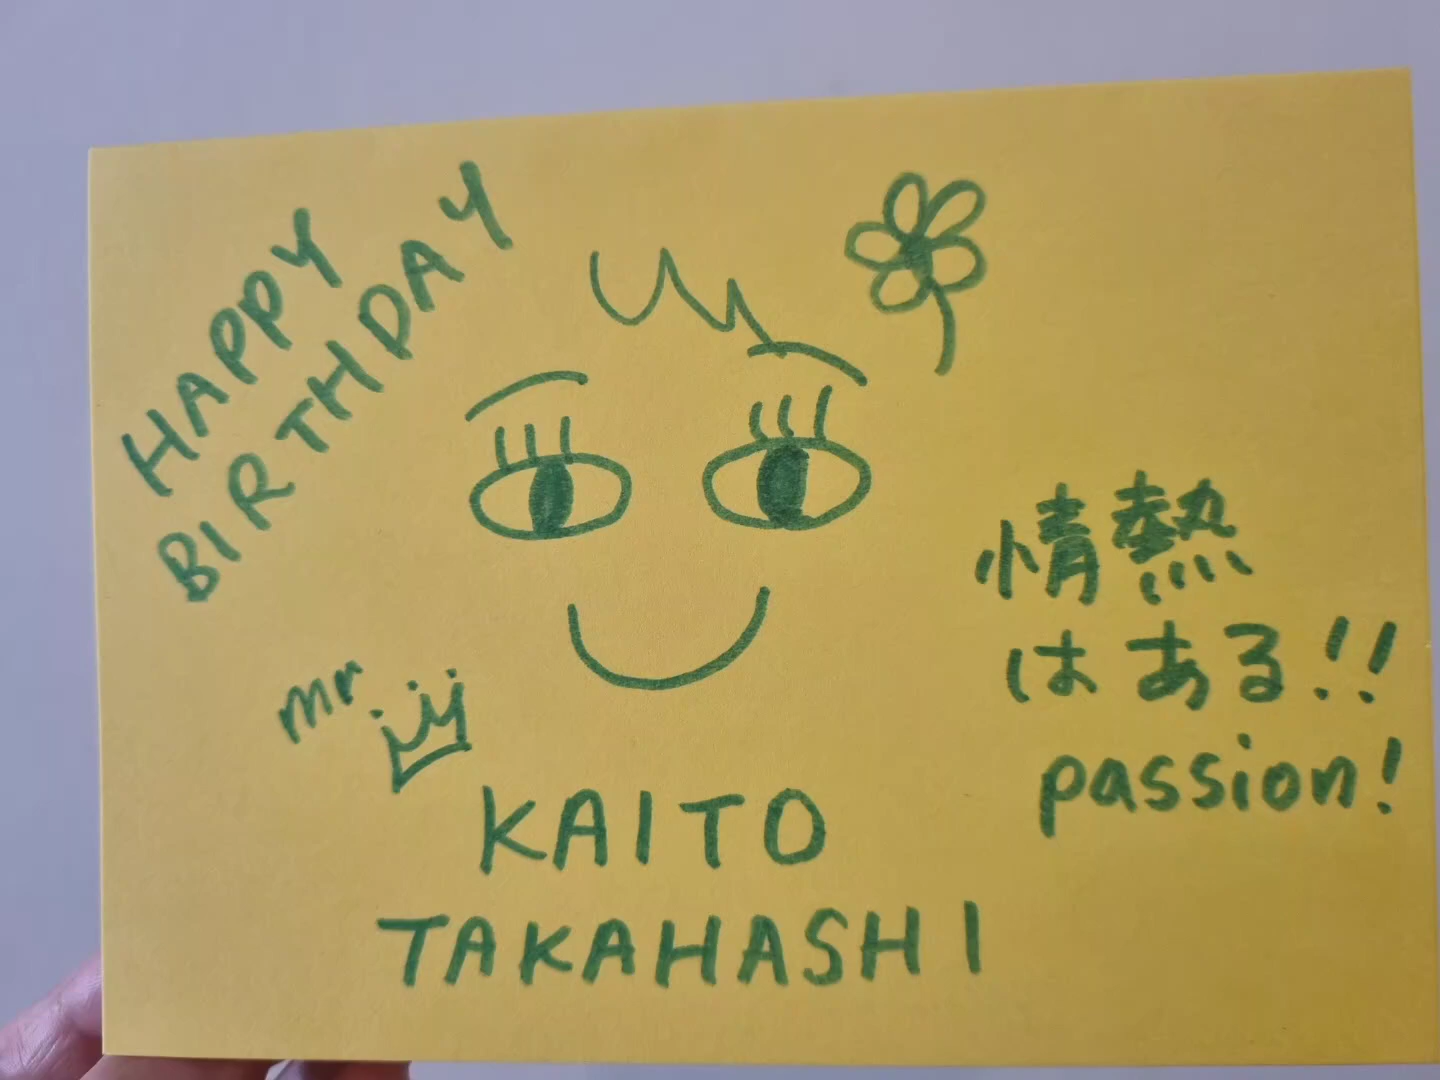 HAPPY
BIRTHDAY
情熱
はある!!
passion!
mr.
KAITO
TAKAHASHI